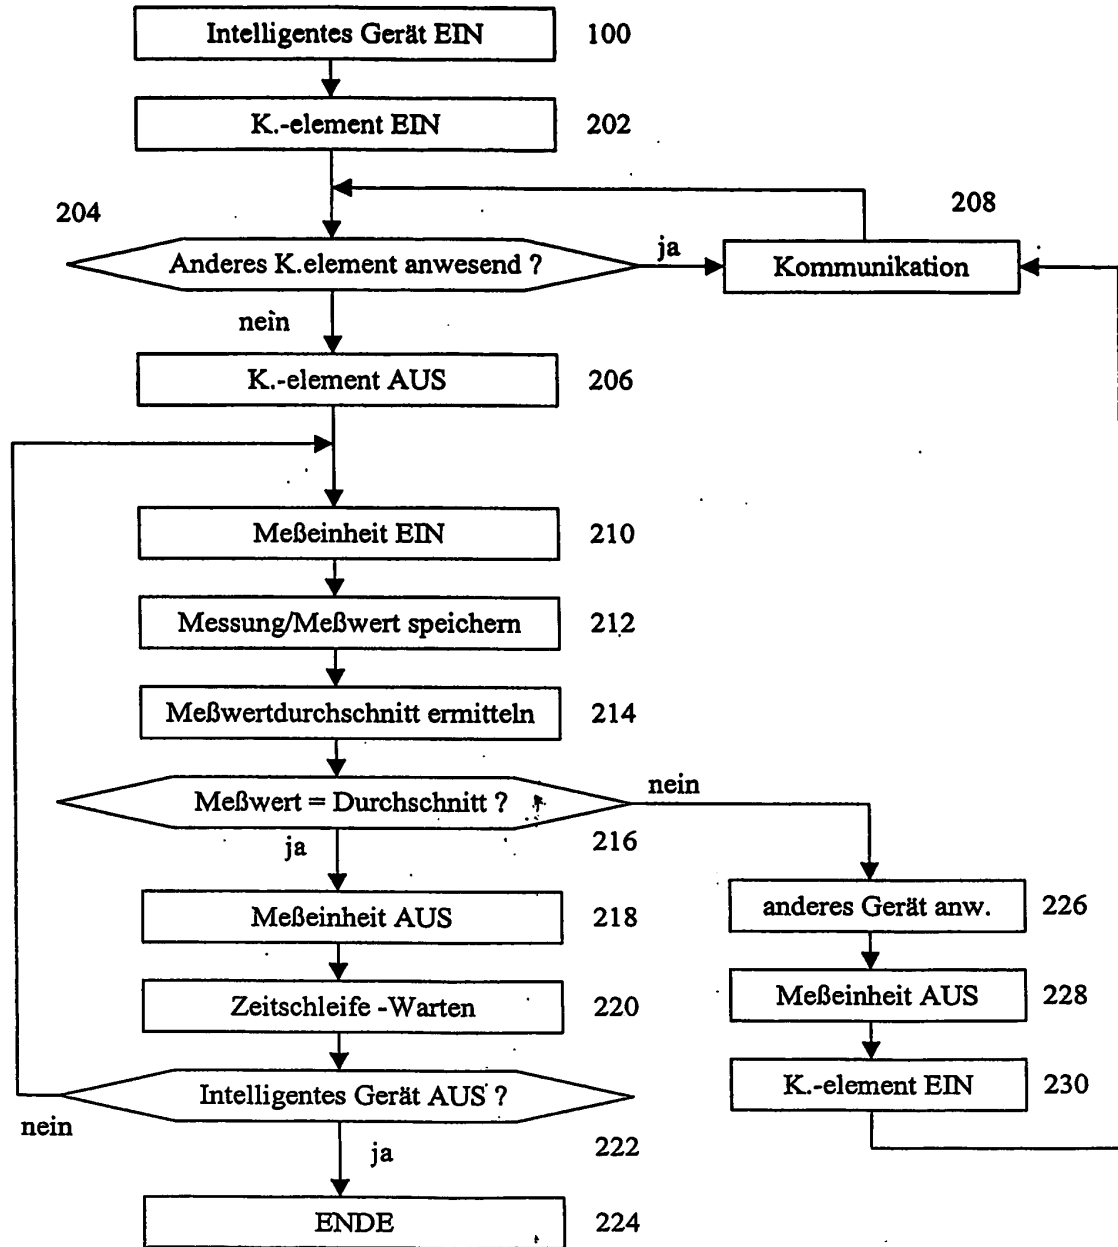 Intelligentes Gerät EIN 100
K.-element EIN 202
204
208
Anderes K.element anwesend ?
ja
Kommunikation
nein
K.-element AUS 206
Meßeinheit EIN 210
Messung/Meßwert speichern 212
Meßwertdurchschnitt ermitteln 214
Meßwert = Durchschnitt ?
nein
216
ja
anderes Gerät anw. 226
Meßeinheit AUS 218
Meßeinheit AUS 228
Zeitschleife -Warten 220
K.-element EIN 230
Intelligentes Gerät AUS ?
nein
222
ja
ENDE 224